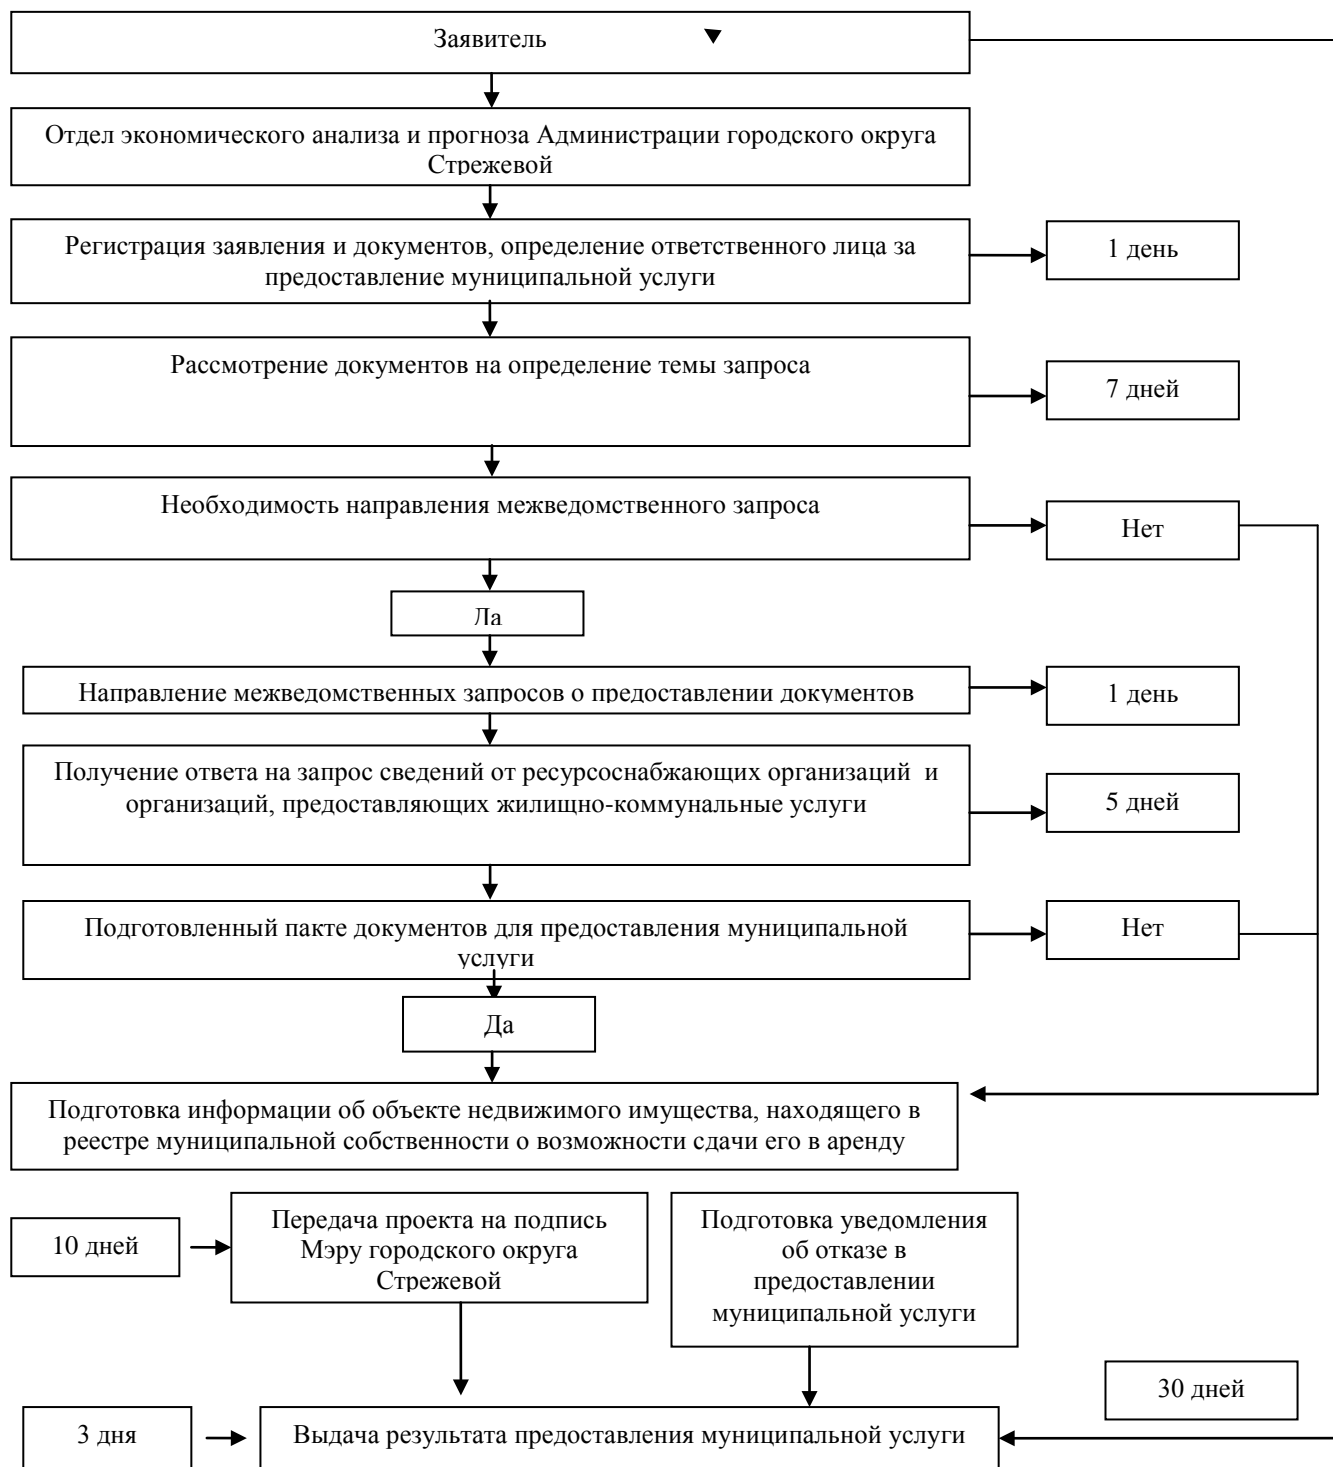 Заявитель
Отдел экономического анализа и прогноза Администрации городского округа
Стрежевой
Регистрация заявления и документов, определение ответственного лица за
предоставление муниципальной услуги
1 день
Рассмотрение документов на определение темы запроса
7 дней
Необходимость направления межведомственного запроса
Нет
Да
Направление межведомственных запросов о предоставлении документов
1 день
Получение ответа на запрос сведений от ресурсоснабжающих организаций и
организаций, предоставляющих жилищно-коммунальные услуги
5 дней
Подготовленный пакте документов для предоставления муниципальной
услуги
Нет
Да
Подготовка информации об объекте недвижимого имущества, находящего в
реестре муниципальной собственности о возможности сдачи его в аренду
10 дней
Передача проекта на подпись
Мэру городского округа
Стрежевой
Подготовка уведомления
об отказе в
предоставлении
муниципальной услуги
30 дней
3 дня
Выдача результата предоставления муниципальной услуги